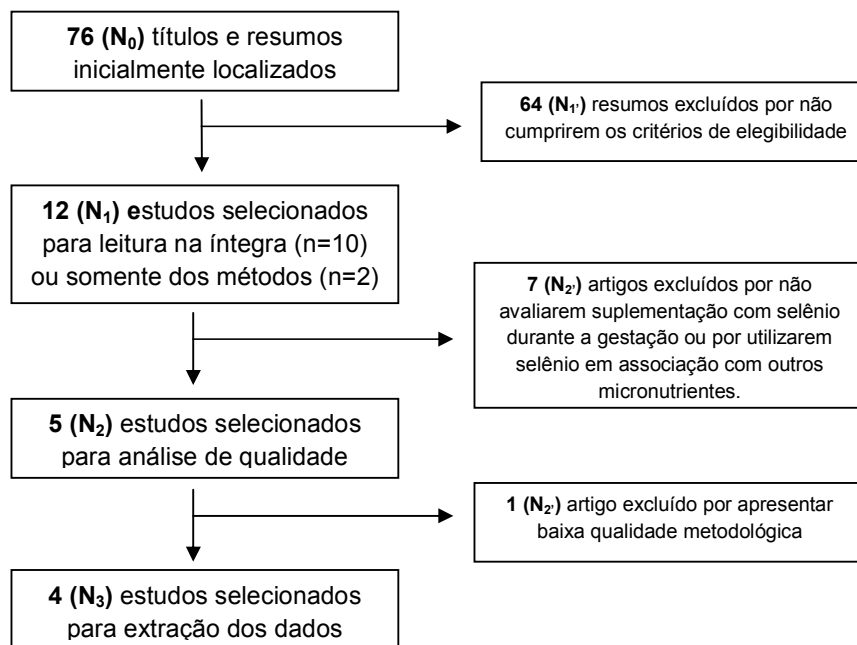 76 (N₀) títulos e resumos
inicialmente localizados
64 (N₁') resumos excluídos por não
cumprirem os critérios de elegibilidade
12 (N₁) estudos selecionados
para leitura na íntegra (n=10)
ou somente dos métodos (n=2)
7 (N₂') artigos excluídos por não
avaliarem suplementação com selênio
durante a gestação ou por utilizarem
selênio em associação com outros
micronutrientes.
5 (N₂) estudos selecionados
para análise de qualidade
1 (N₂') artigo excluído por apresentar
baixa qualidade metodológica
4 (N₃) estudos selecionados
para extração dos dados